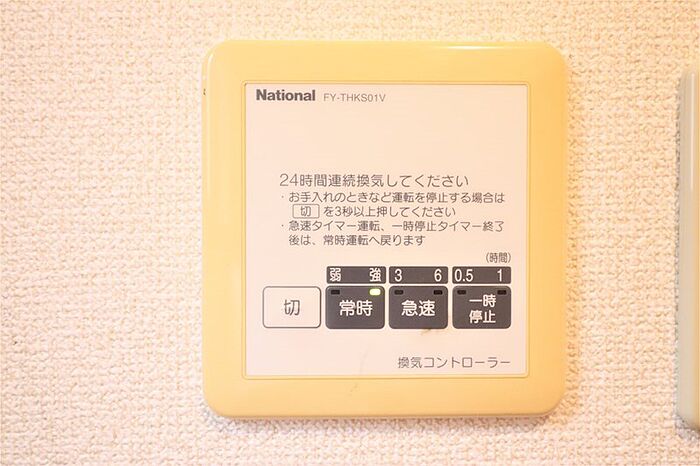 National FY-THKS01V
24時間連続換気してください
・お手入れのときなど運転を停止する場合は
切 を3秒以上押してください
・急速タイマー運転、一時停止タイマー終了
後は、常時運転へ戻ります
(時間)
弱 強 3 6 0.5 1
切 常時 急速 一時
停止
換気コントローラー